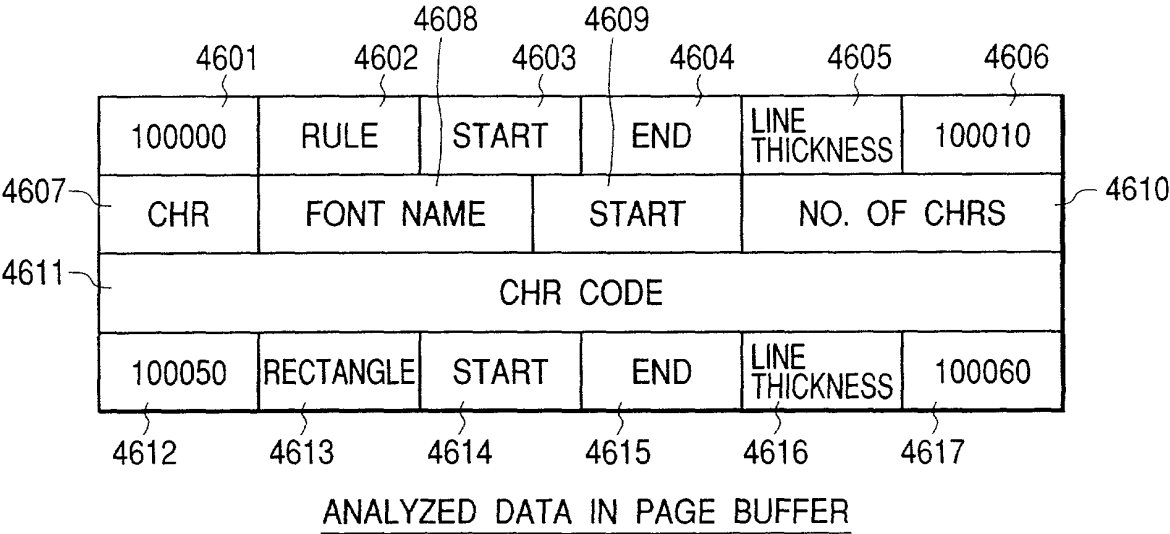 4608 4609
4601 4602 4603 4604 4605 4606
100000 RULE START END LINE THICKNESS 100010
4607 CHR FONT NAME START NO. OF CHRS 4610
4611 CHR CODE
100050 RECTANGLE START END LINE THICKNESS 100060
4612 4613 4614 4615 4616 4617
ANALYZED DATA IN PAGE BUFFER